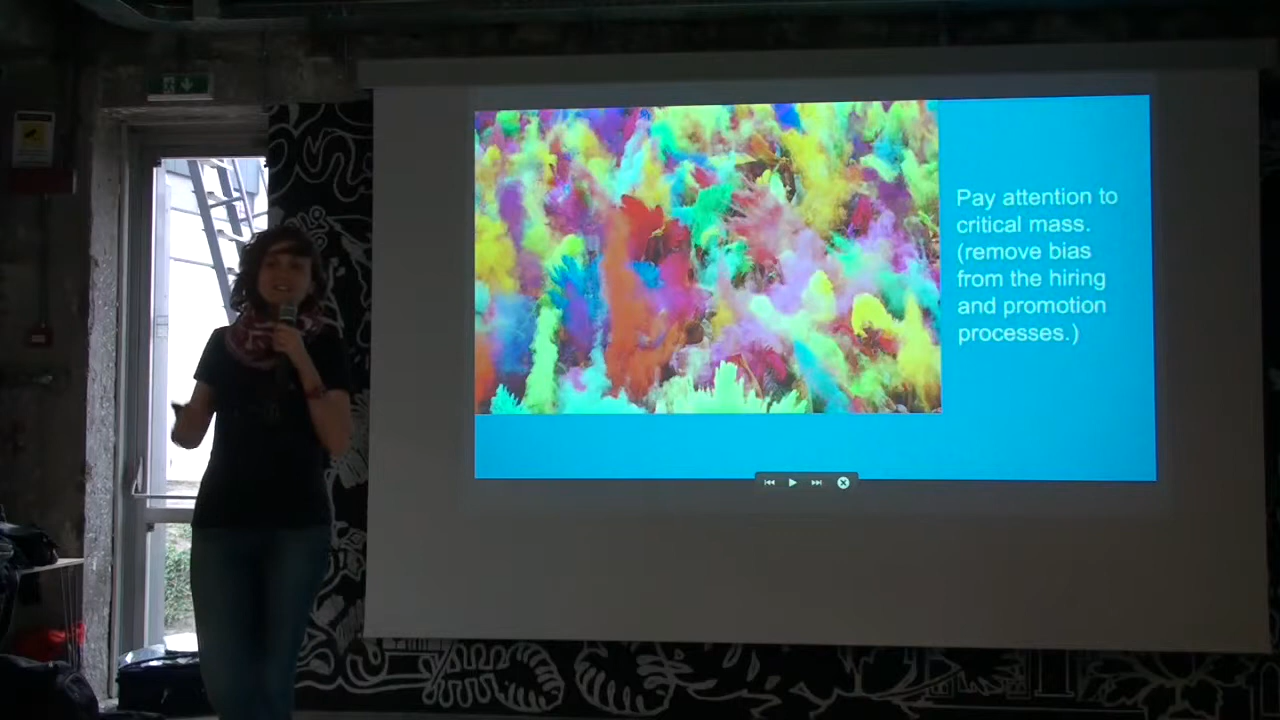 Pay attention to
critical mass.
(remove bias
from the hiring
and promotion
processes.)